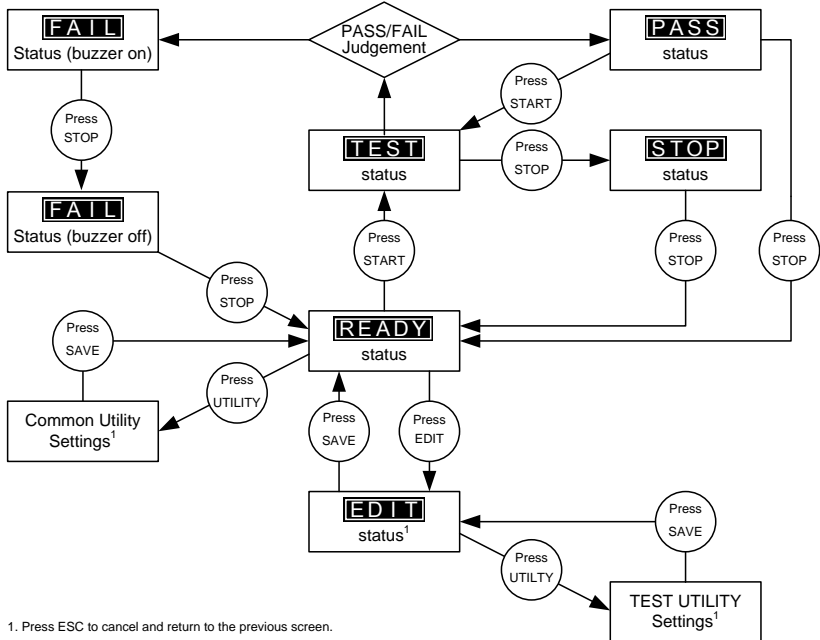 FAIL
Status (buzzer on)
PASS/FAIL
Judgement
PASS
status
Press
START
Press
STOP
TEST
status
Press
STOP
STOP
status
FAIL
Status (buzzer off)
Press
START
Press
STOP
Press
STOP
Press
STOP
READY
status
Press
SAVE
Press
UTILITY
Common Utility
Settings¹
Press
SAVE
Press
EDIT
EDIT
status¹
Press
SAVE
Press
UTILTY
TEST UTILITY
Settings¹
1. Press ESC to cancel and return to the previous screen.